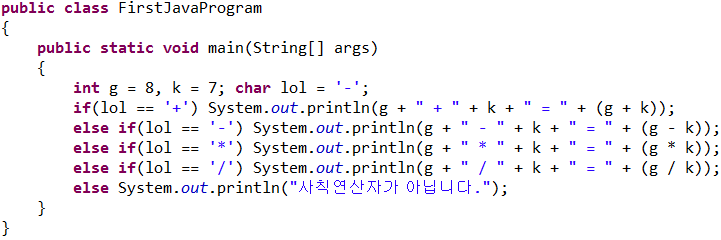 public class FirstJavaProgram
{
    public static void main(String[] args)
    {
        int g = 8, k = 7; char lol = '-';
        if(lol == '+') System.out.println(g + " + " + k + " = " + (g + k));
        else if(lol == '-') System.out.println(g + " - " + k + " = " + (g - k));
        else if(lol == '*') System.out.println(g + " * " + k + " = " + (g * k));
        else if(lol == '/') System.out.println(g + " / " + k + " = " + (g / k));
        else System.out.println("사칙연산자가 아닙니다.");
    }
}